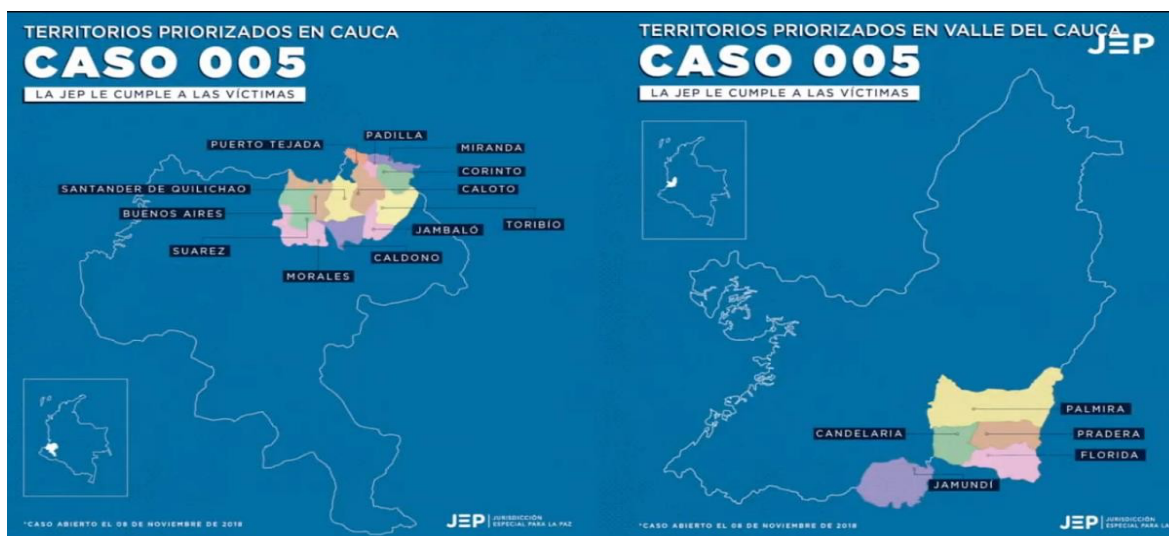 TERRITORIOS PRIORIZADOS EN CAUCA
CASO 005
LA JEP LE CUMPLE A LAS VÍCTIMAS
PADILLA
PUERTO TEJADA
MIRANDA
CORINTO
SANTANDER DE QUILICHAO
CALOTO
BUENOS AIRES
TORIBÍO
JAMBALÓ
SUAREZ
CALDONO
MORALES
*CASO ABIERTO EL 08 DE NOVIEMBRE DE 2018
JEP JURISDICCIÓN
ESPECIAL PARA LA PAZ
TERRITORIOS PRIORIZADOS EN VALLE DEL CAUCA
JEP
CASO 005
LA JEP LE CUMPLE A LAS VÍCTIMAS
PALMIRA
CANDELARIA
PRADERA
FLORIDA
JAMUNDÍ
*CASO ABIERTO EL 08 DE NOVIEMBRE DE 2018
JEP JURISDICCIÓN
ESPECIAL PARA LA